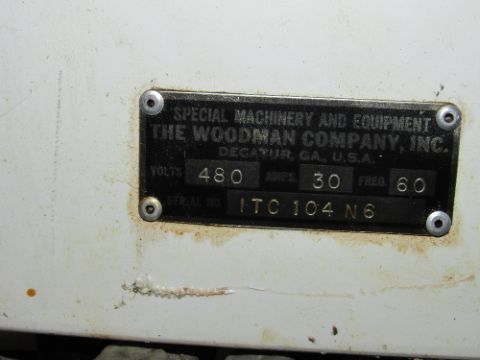 SPECIAL MACHINERY AND EQUIPMENT
THE WOODMAN COMPANY, INC.
DECATUR, GA., U.S.A.
VOLTS 480 AMPS. 30 FREQ. 60
SERIAL NO. ITC 104 N6